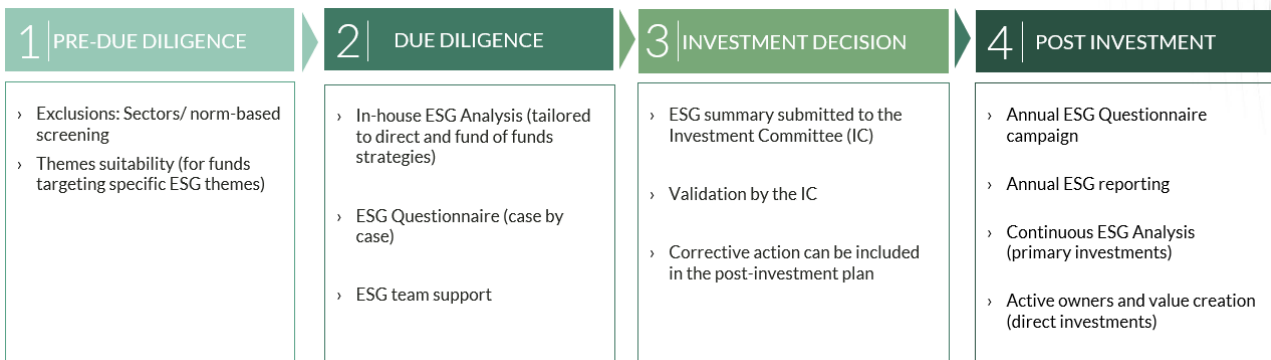 1 PRE-DUE DILIGENCE
› Exclusions: Sectors/ norm-based
screening
› Themes suitability (for funds
targeting specific ESG themes)
2 DUE DILIGENCE
› In-house ESG Analysis (tailored
to direct and fund of funds
strategies)
› ESG Questionnaire (case by
case)
› ESG team support
3 INVESTMENT DECISION
› ESG summary submitted to the
Investment Committee (IC)
› Validation by the IC
› Corrective action can be included
in the post-investment plan
4 POST INVESTMENT
› Annual ESG Questionnaire
campaign
› Annual ESG reporting
› Continuous ESG Analysis
(primary investments)
› Active owners and value creation
(direct investments)